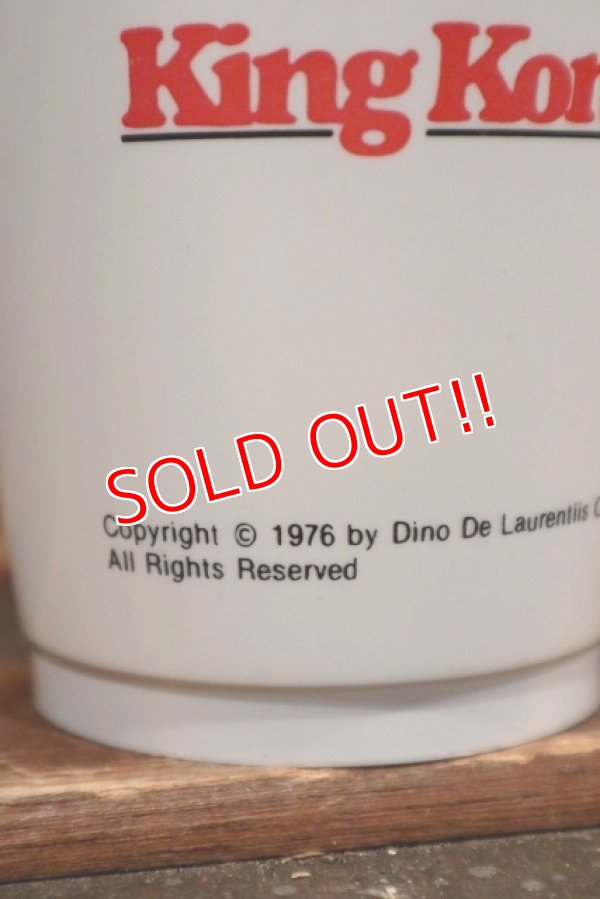 King Kon
SOLD OUT!!
Copyright © 1976 by Dino De Laurentiis C
All Rights Reserved